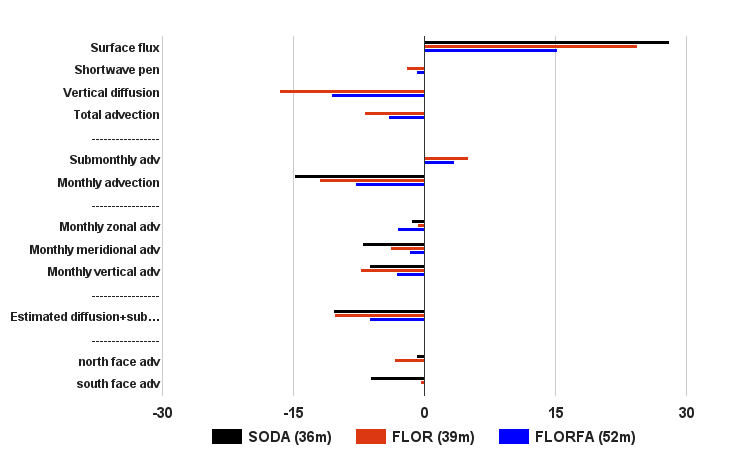 Surface flux
Shortwave pen
Vertical diffusion
Total advection
----------------
Submonthly adv
Monthly advection
----------------
Monthly zonal adv
Monthly meridional adv
Monthly vertical adv
----------------
Estimated diffusion+sub…
----------------
north face adv
south face adv
-30 -15 0 15 30
SODA (36m) FLOR (39m) FLORFA (52m)